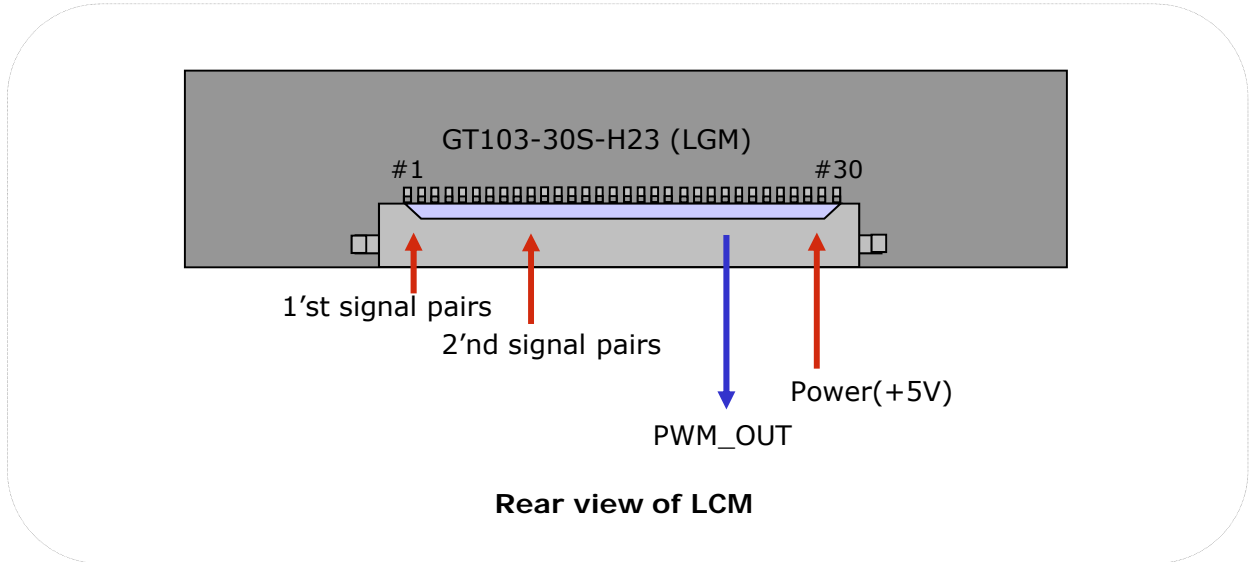 GT103-30S-H23 (LGM)
#1
#30
1’st signal pairs
2’nd signal pairs
Power(+5V)
PWM_OUT
Rear view of LCM